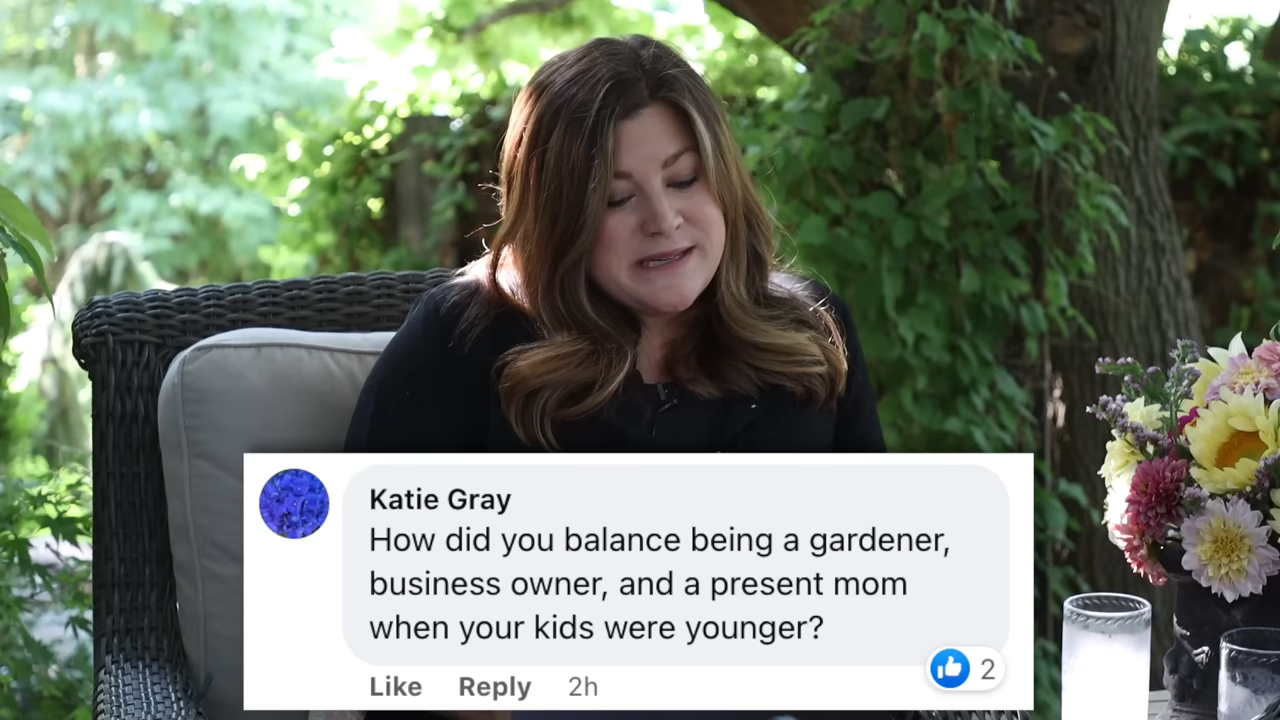 Katie Gray
How did you balance being a gardener,
business owner, and a present mom
when your kids were younger?
2
Like Reply 2h